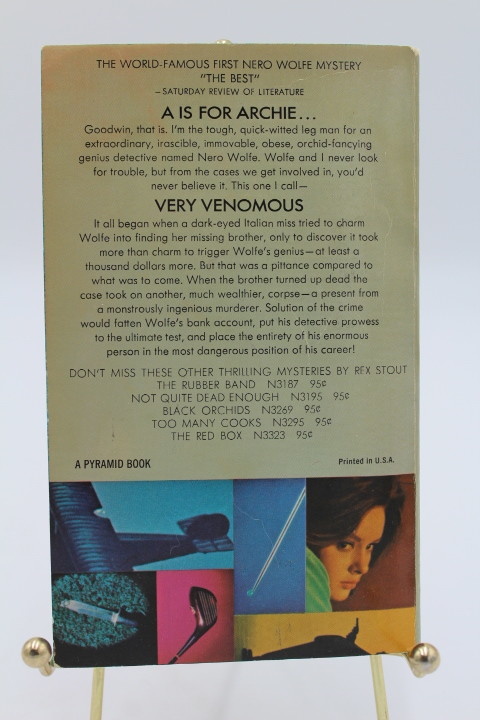 THE WORLD-FAMOUS FIRST NERO WOLFE MYSTERY
"THE BEST"
—SATURDAY REVIEW OF LITERATURE
A IS FOR ARCHIE...
Goodwin, that is. I'm the tough, quick-witted leg man for an
extraordinary, irascible, immovable, obese, orchid-fancying
genius detective named Nero Wolfe. Wolfe and I never look
for trouble, but from the cases we get involved in, you'd
never believe it. This one I call—
VERY VENOMOUS
It all began when a dark-eyed Italian miss tried to charm
Wolfe into finding her missing brother, only to discover it took
more than charm to trigger Wolfe's genius—at least a
thousand dollars more. But that was a pittance compared to
what was to come. When the brother turned up dead the
case took on another, much wealthier, corpse—a present from
a monstrously ingenious murderer. Solution of the crime
would fatten Wolfe's bank account, put his detective prowess
to the ultimate test, and place the entirety of his enormous
person in the most dangerous position of his career!
DON'T MISS THESE OTHER THRILLING MYSTERIES BY REX STOUT
THE RUBBER BAND N3187 95¢
NOT QUITE DEAD ENOUGH N3195 95¢
BLACK ORCHIDS N3269 95¢
TOO MANY COOKS N3295 95¢
THE RED BOX N3323 95¢
A PYRAMID BOOK
Printed in U.S.A.